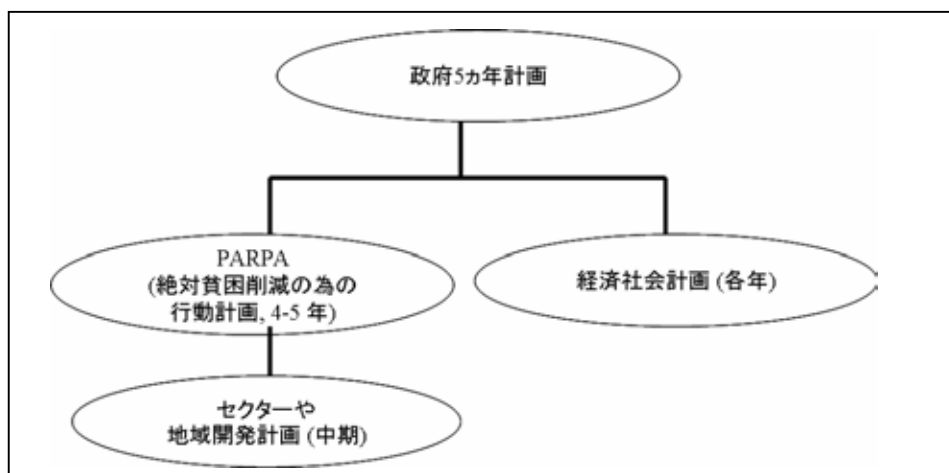 政府5ヵ年計画
PARPA
(絶対貧困削減の為の
行動計画, 4-5 年)
経済社会計画 (各年)
セクターや
地域開発計画 (中期)